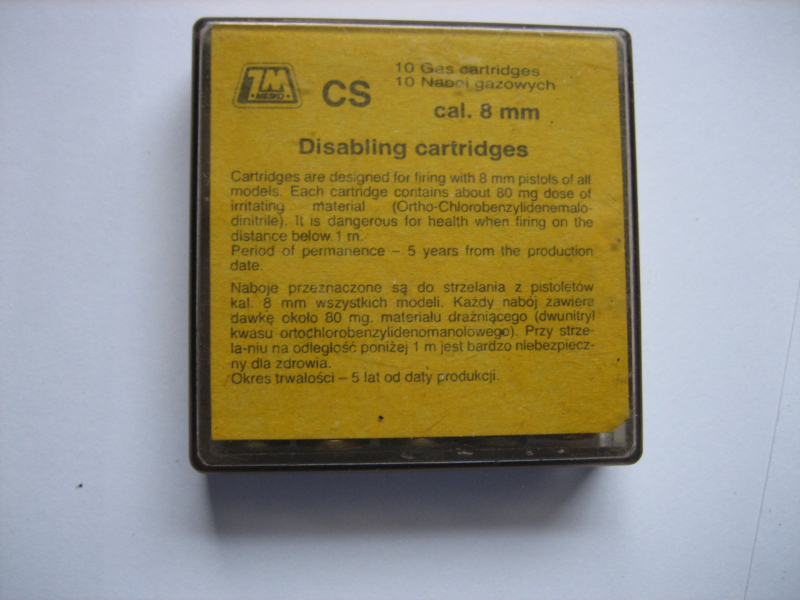 ZM
MESKO
CS
10 Gas cartridges
10 Naboi gazowych
cal. 8 mm
Disabling cartridges
Cartridges are designed for firing with 8 mm pistols of all
models. Each cartridge contains about 80 mg dose of
irritating material (Ortho-Chlorobenzylidenemalo-
dinitrile). It is dangerous for health when firing on the
distance below 1 m.
Period of permanence – 5 years from the production
date.
Naboje przeznaczone są do strzelania z pistoletów
kal. 8 mm wszystkich modeli. Każdy nabój zawiera
dawkę około 80 mg. materiału drażniącego (dwunitryl
kwasu ortochlorobenzylidenomanolowego). Przy strze-
la-niu na odległość poniżej 1 m jest bardzo niebezpiecz-
ny dla zdrowia.
Okres trwałości – 5 lat od daty produkcji.